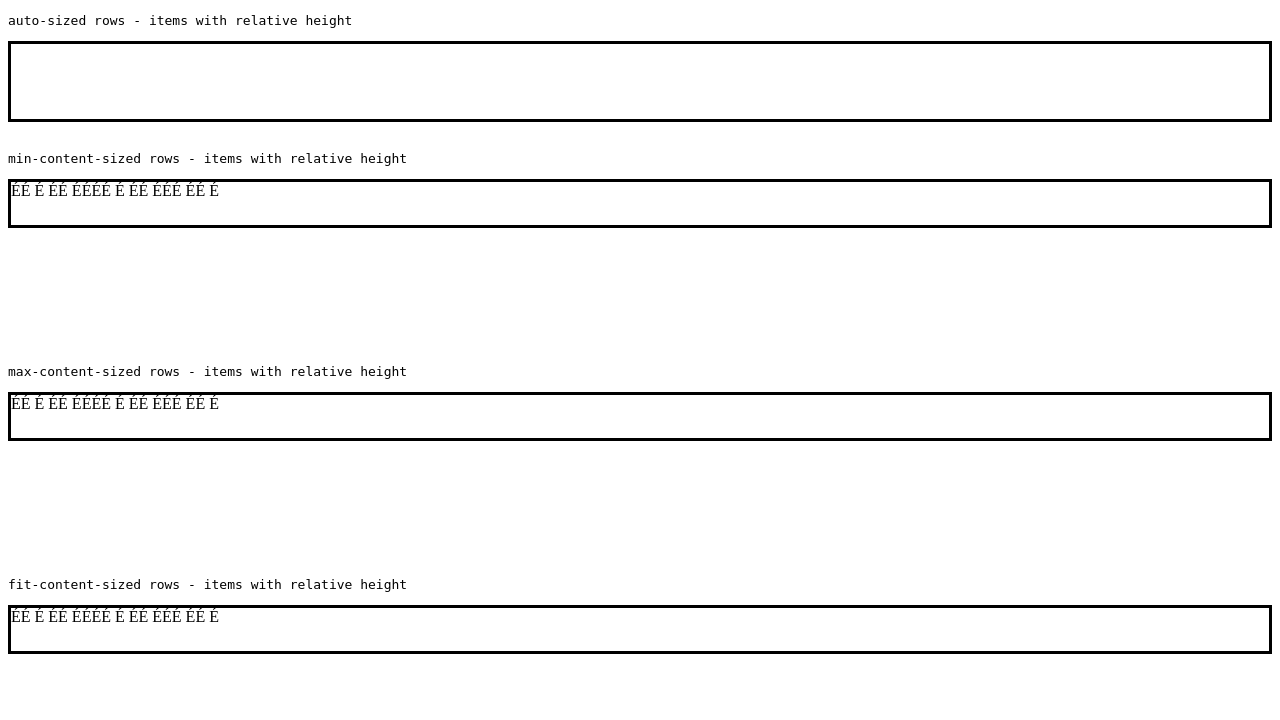 auto-sized rows - items with relative height
min-content-sized rows - items with relative height
ÉÉ É ÉÉ ÉÉÉÉ É ÉÉ ÉÉÉ ÉÉ É
max-content-sized rows - items with relative height
ÉÉ É ÉÉ ÉÉÉÉ É ÉÉ ÉÉÉ ÉÉ É
fit-content-sized rows - items with relative height
ÉÉ É ÉÉ ÉÉÉÉ É ÉÉ ÉÉÉ ÉÉ É